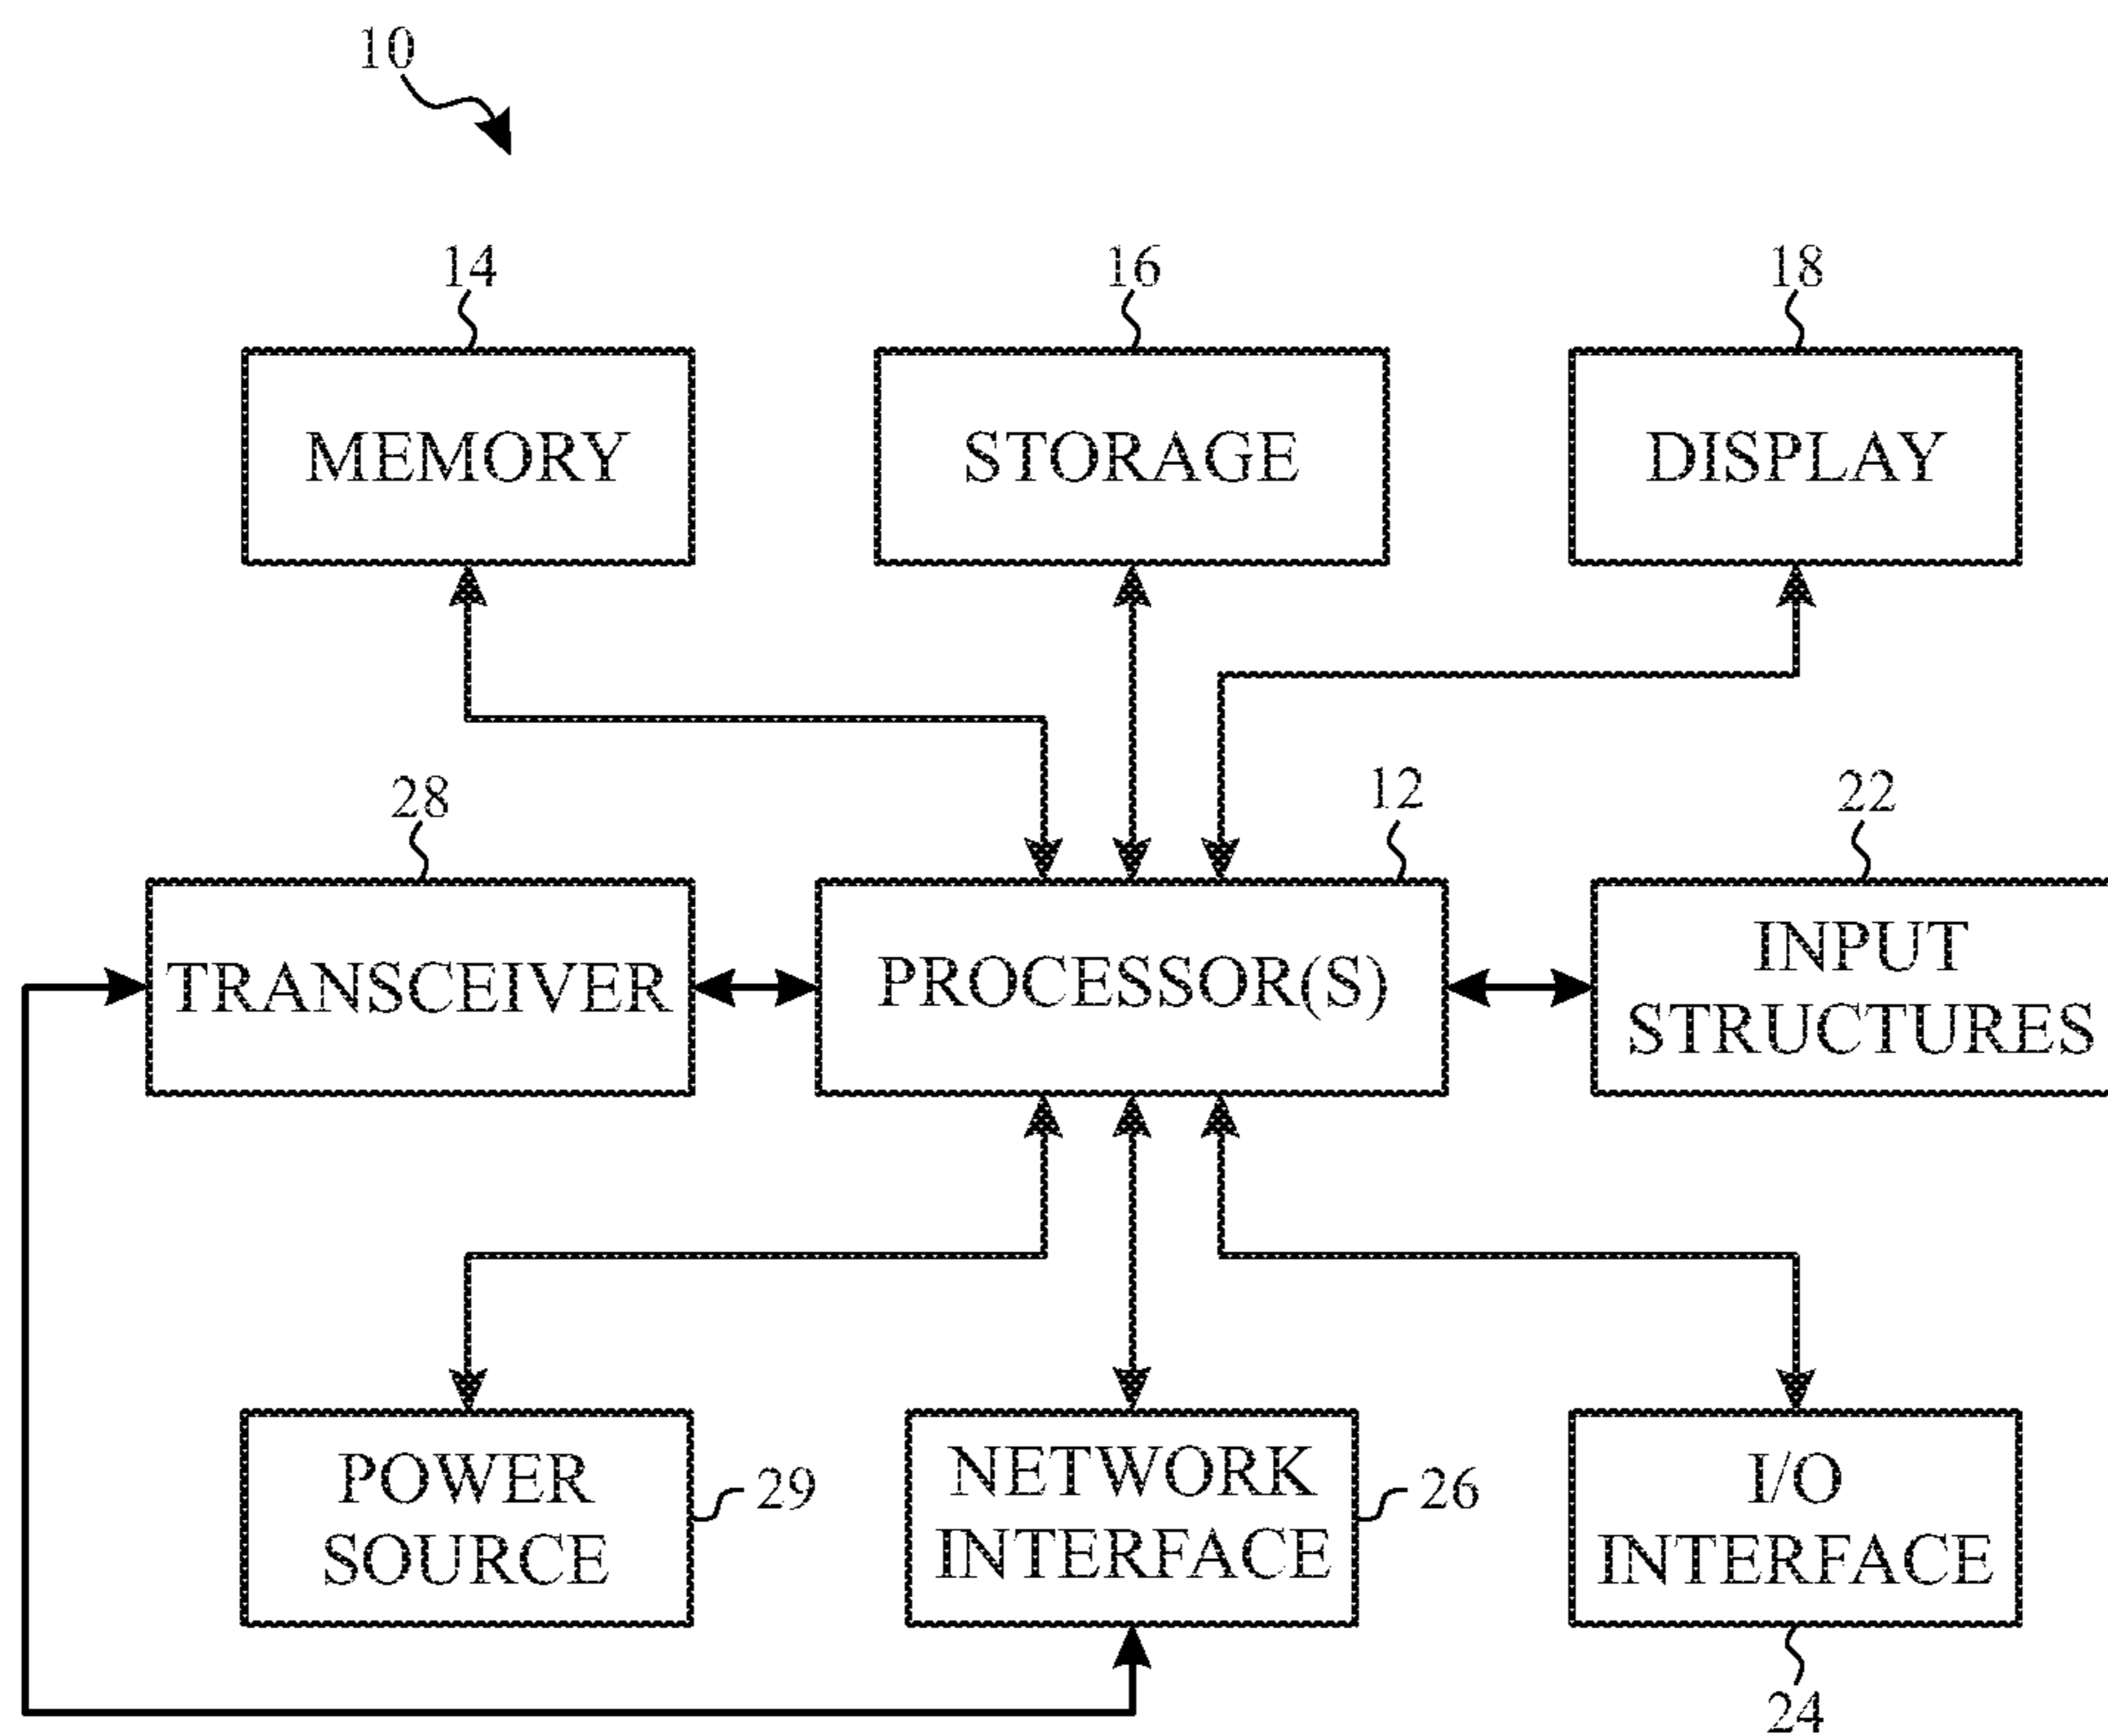 10
14
16
18
MEMORY
STORAGE
DISPLAY
28
12
22
TRANSCEIVER
PROCESSOR(S)
INPUT
STRUCTURES
POWER
SOURCE
29
NETWORK
INTERFACE
26
I/O
INTERFACE
24